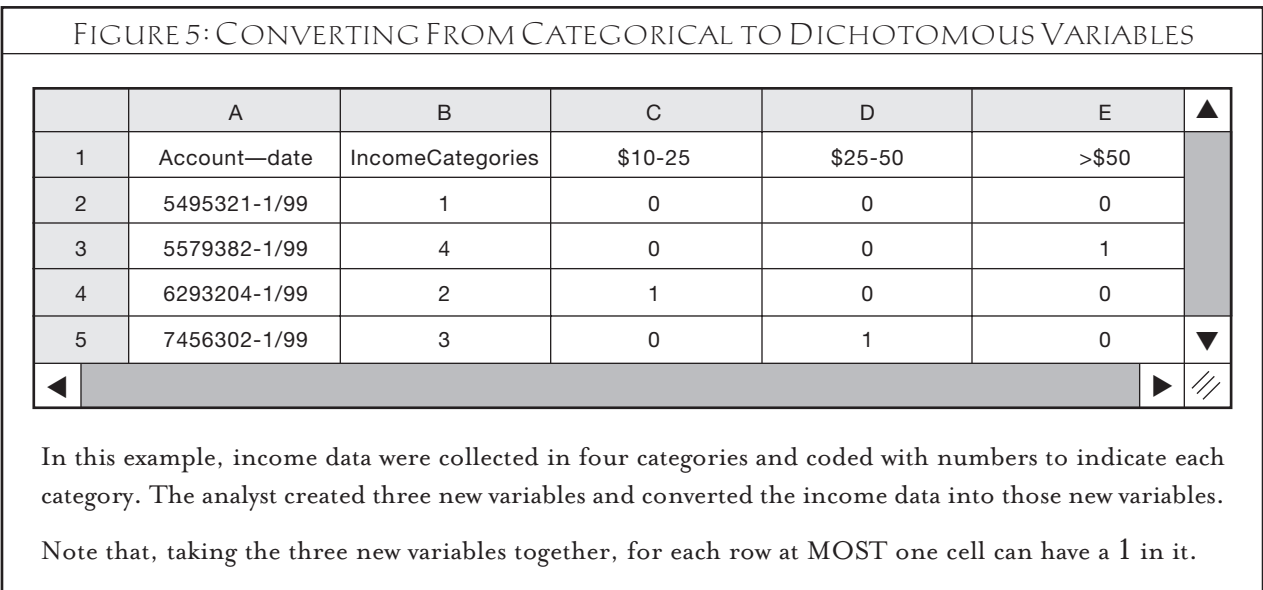 FIGURE 5: CONVERTING FROM CATEGORICAL TO DICHOTOMOUS VARIABLES
A B C D E
1 Account—date IncomeCategories $10-25 $25-50 >$50
2 5495321-1/99 1 0 0 0
3 5579382-1/99 4 0 0 1
4 6293204-1/99 2 1 0 0
5 7456302-1/99 3 0 1 0
In this example, income data were collected in four categories and coded with numbers to indicate each
category. The analyst created three new variables and converted the income data into those new variables.
Note that, taking the three new variables together, for each row at MOST one cell can have a 1 in it.